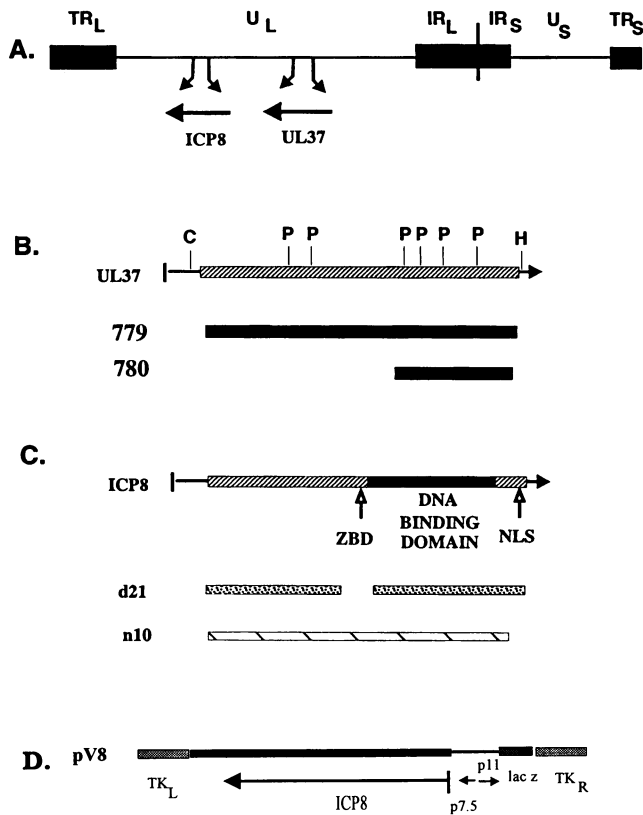 A.
TR L U L IR L IR S U S TR S
ICP8 UL37
B.
C P P P P P P H
UL37
779
780
C.
ICP8
ZBD DNA BINDING DOMAIN NLS
d21
n10
D.
pV8
TK L ICP8 p7.5 p11 lac z TK R